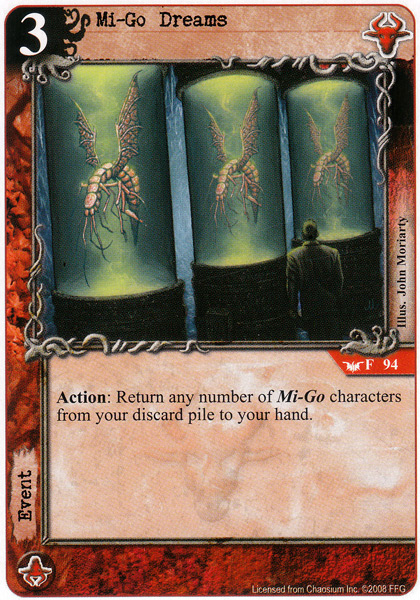 3
Mi-Go Dreams
Illus. John Moriarty
F 94
Action: Return any number of Mi-Go characters
from your discard pile to your hand.
Event
Licensed from Chaosium Inc. ©2008 FFG